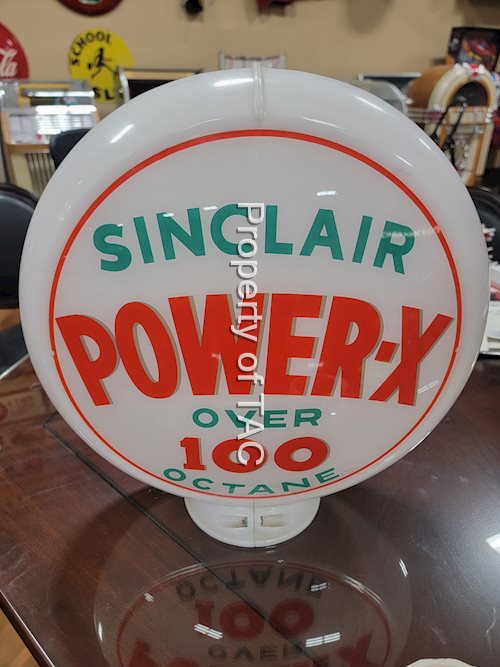 SCHOOL
SINCLAIR
POWER-X
OVER
100
OCTANE
Property of TAC